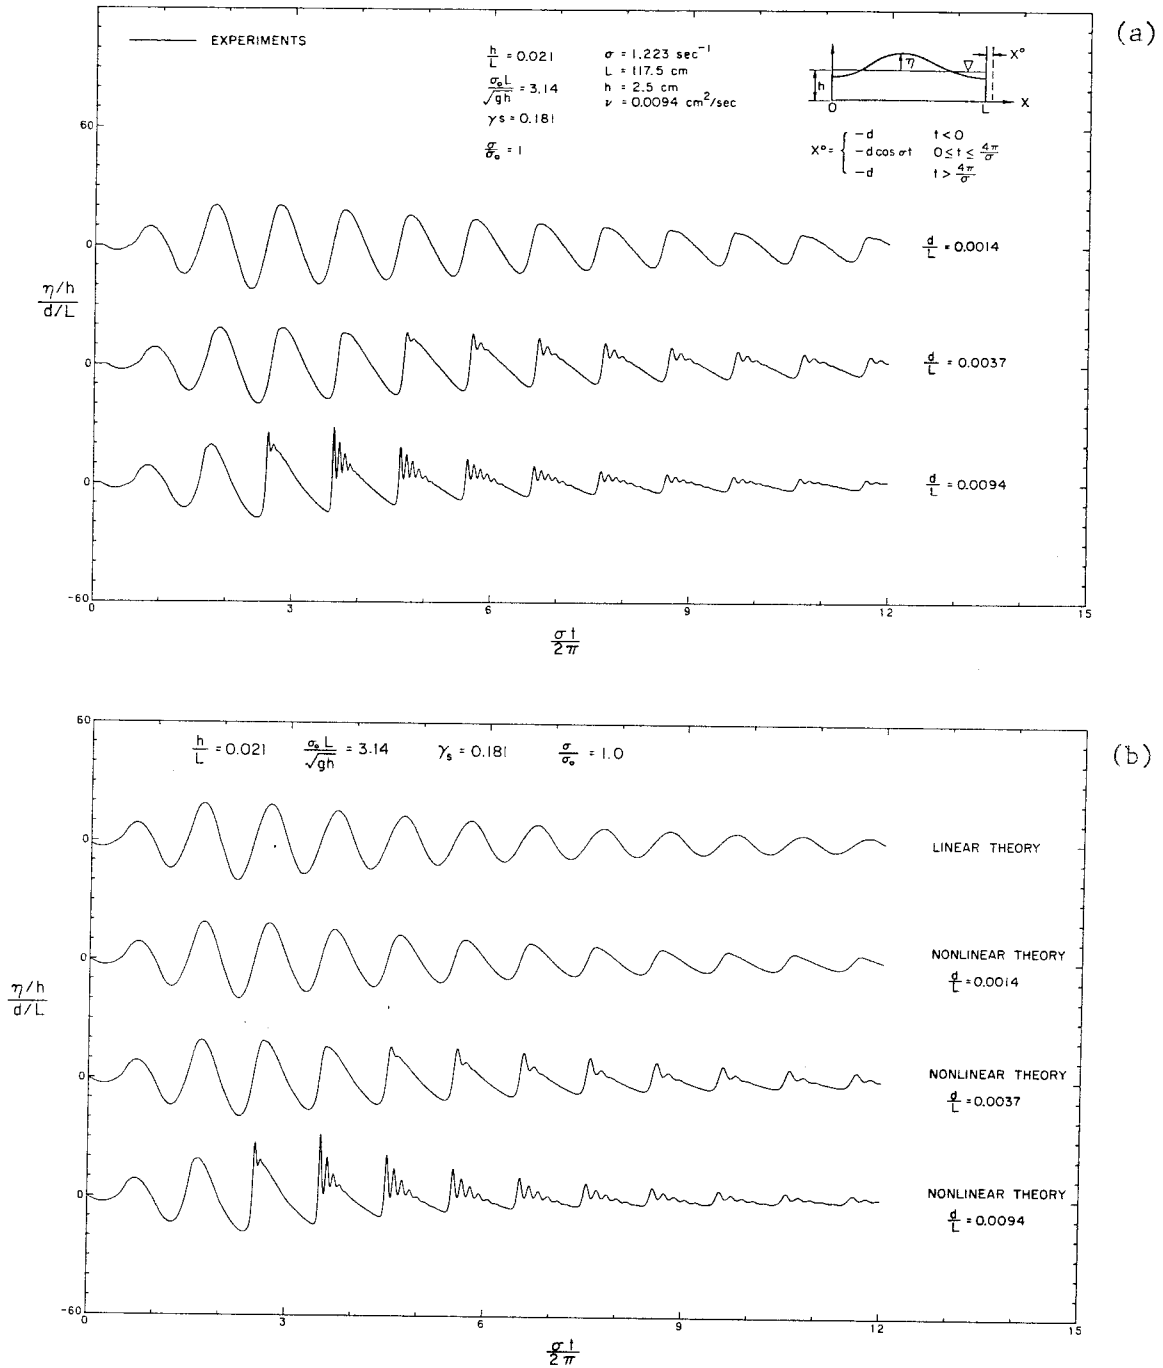 (a)
EXPERIMENTS
h/L = 0.021
σ₀L/√gh = 3.14
γs = 0.181
σ/σ₀ = 1
σ = 1.223 sec⁻¹
L = 117.5 cm
h = 2.5 cm
ν = 0.0094 cm²/sec
η
X°
h
O
L
X
X° = { -d t < 0
-d cos σt 0 ≤ t ≤ 4π/σ
-d t > 4π/σ
60
0
0
0
-60
η/h
d/L
d/L = 0.0014
d/L = 0.0037
d/L = 0.0094
0 3 6 9 12 15
σt/2π
(b)
h/L = 0.021 σ₀L/√gh = 3.14 γs = 0.181 σ/σ₀ = 1.0
60
0
0
0
0
-60
η/h
d/L
LINEAR THEORY
NONLINEAR THEORY
d/L = 0.0014
NONLINEAR THEORY
d/L = 0.0037
NONLINEAR THEORY
d/L = 0.0094
0 3 6 9 12 15
σt/2π